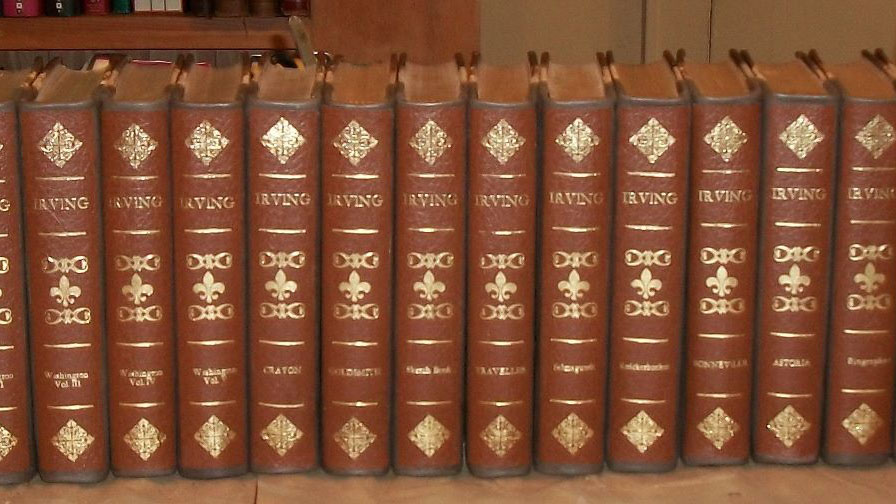 IRVING
Washington
Vol III
IRVING
Washington
Vol IV
IRVING
Washington
Vol
IRVING
CRAYON
IRVING
GOLDSMITH
IRVING
Sketch Book
IRVING
TRAVELLER
IRVING
Salmagundi
IRVING
Knickerbocker
IRVING
BONNEVILLE
IRVING
ASTORIA
IRVING
Biographies